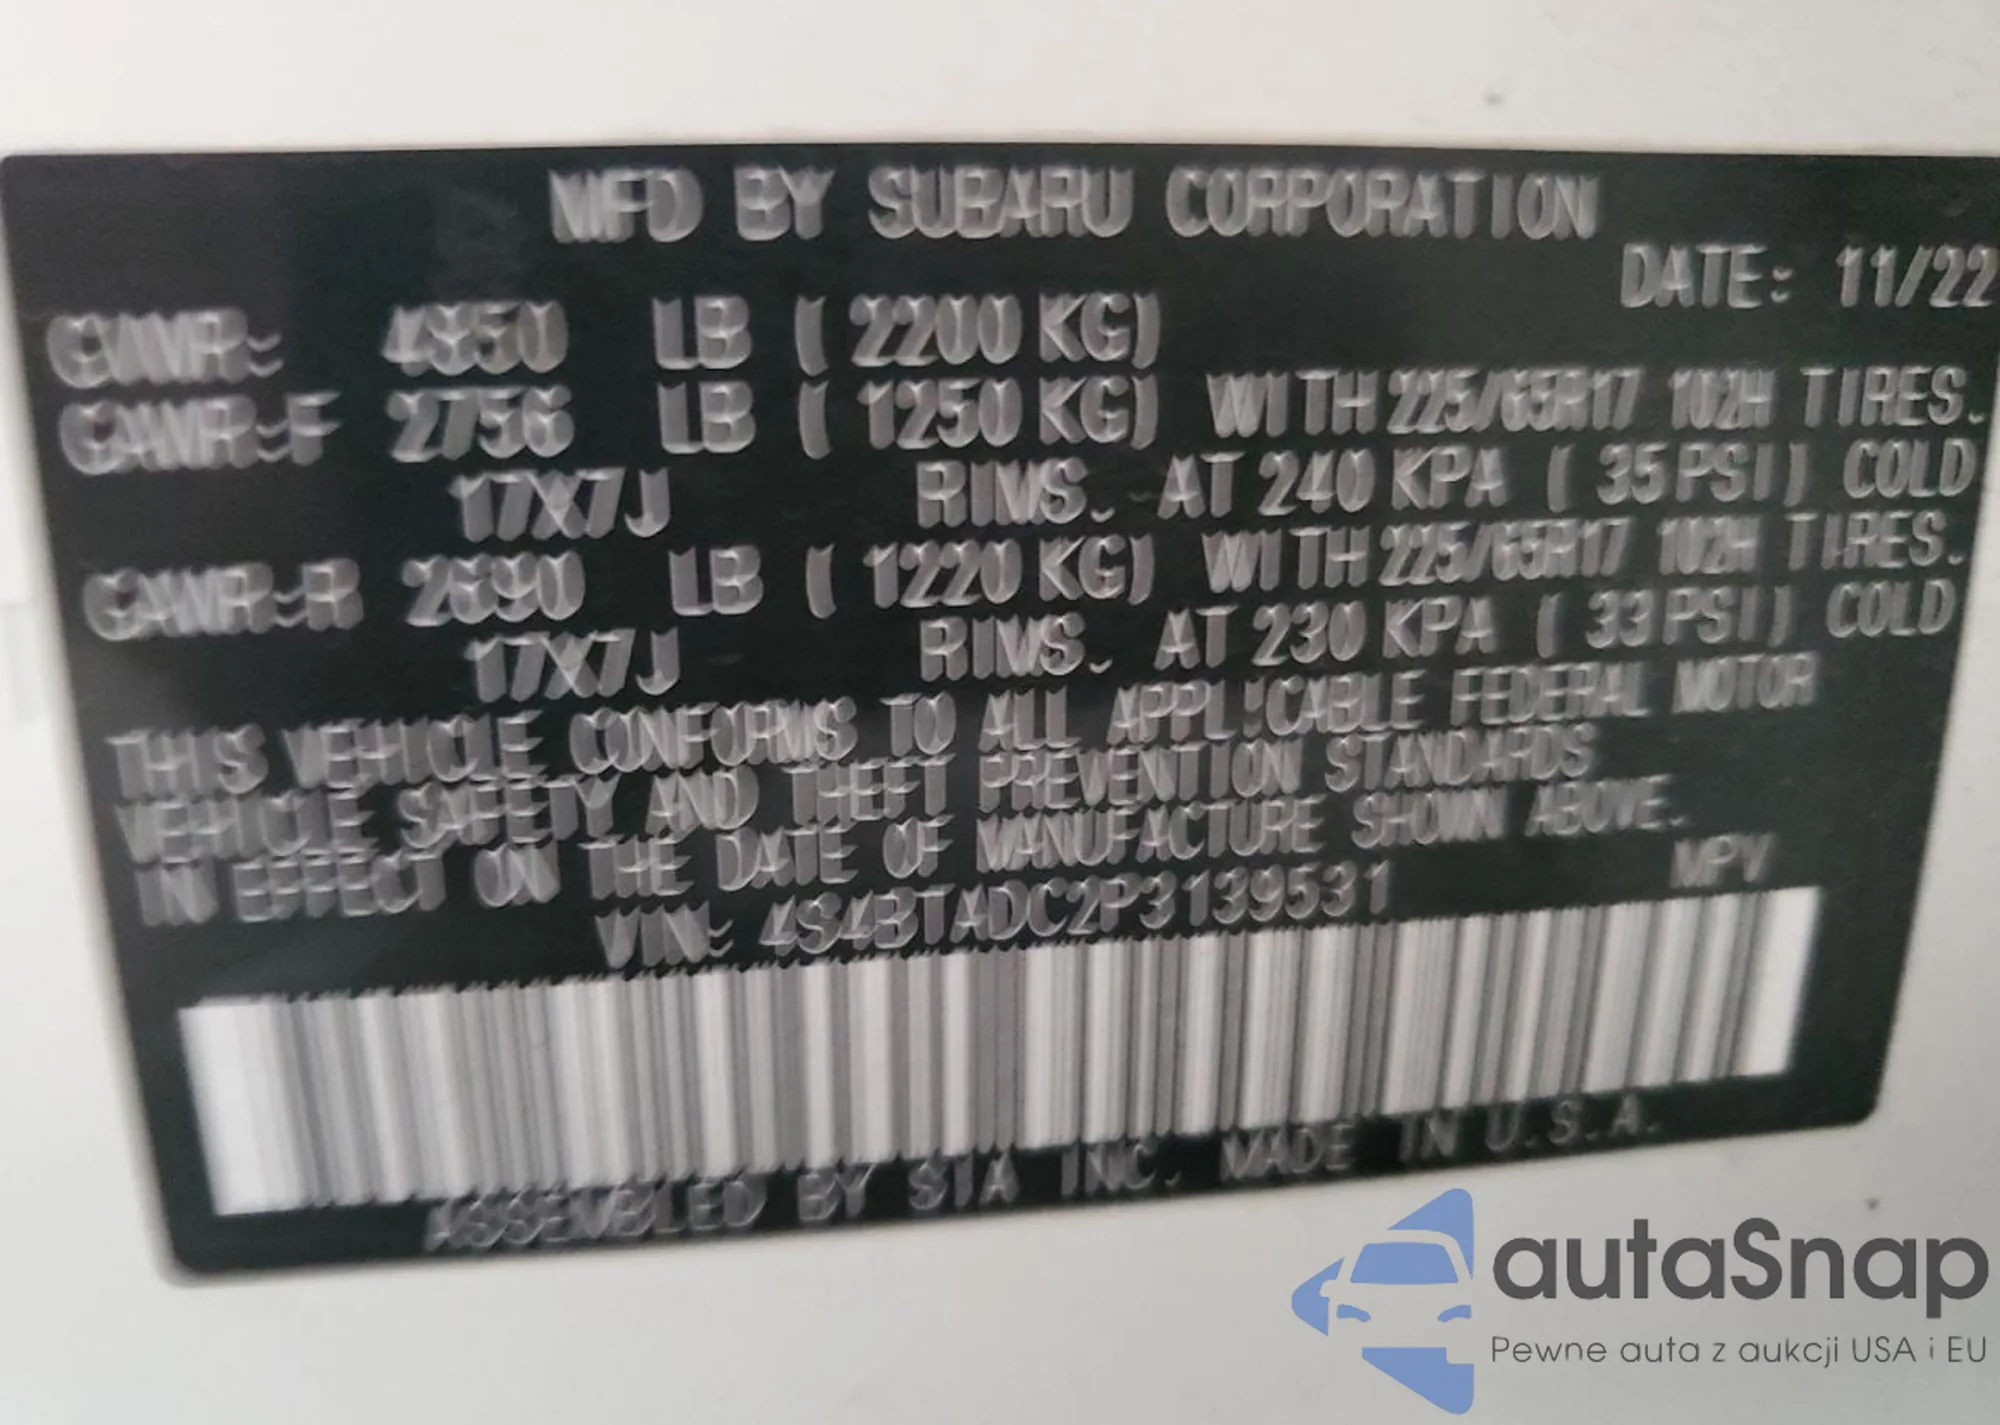 MFD BY SUBARU CORPORATION
DATE: 11/22
GVWR: 4850 LB ( 2200 KG)
GAWR:F 2756 LB ( 1250 KG) WITH 225/65R17 102H TIRES.
17X7J RIMS. AT 240 KPA ( 35 PSI) COLD
GAWR:R 2690 LB ( 1220 KG) WITH 225/65R17 102H TIRES.
17X7J RIMS. AT 230 KPA ( 33 PSI) COLD
THIS VEHICLE CONFORMS TO ALL APPLICABLE FEDERAL MOTOR
VEHICLE SAFETY AND THEFT PREVENTION STANDARDS
IN EFFECT ON THE DATE OF MANUFACTURE SHOWN ABOVE.
VIN: 4S4BTADC2P3139531 MPV
ASSEMBLED BY SIA INC. MADE IN U.S.A.
autaSnap
Pewne auta z aukcji USA i EU